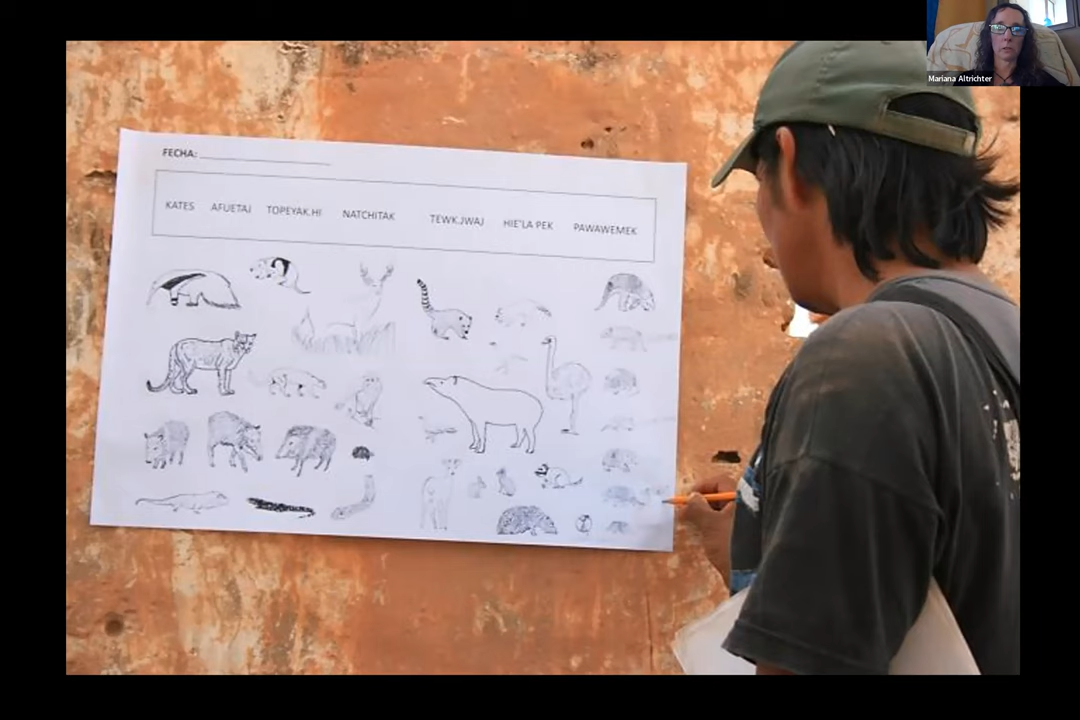 Mariana Altrichter
FECHA:
KATES AFUETAJ TOPEYAK.HI NATCHITAK TEWK.JWAJ HIE'LA'PEK PAWAWEMEK